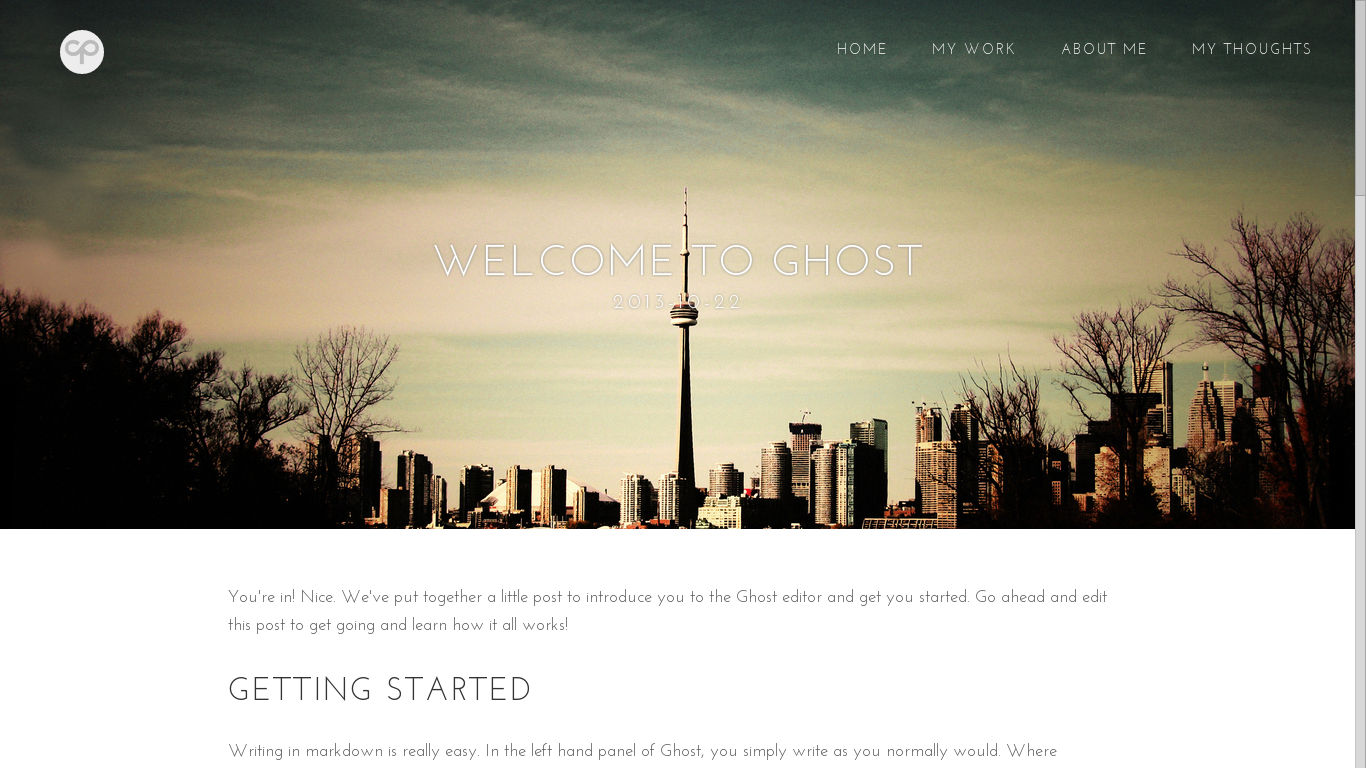 HOME MY WORK ABOUT ME MY THOUGHTS
WELCOME TO GHOST
2013-10-22
You're in! Nice. We've put together a little post to introduce you to the Ghost editor and get you started. Go ahead and edit
this post to get going and learn how it all works!
GETTING STARTED
Writing in markdown is really easy. In the left hand panel of Ghost, you simply write as you normally would. Where